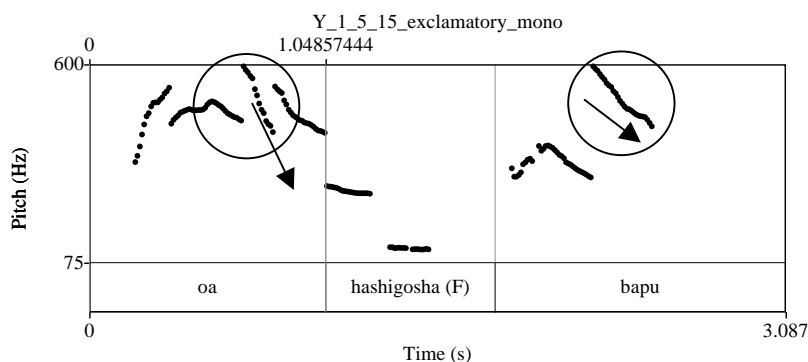 Y_1_5_15_exclamatory_mono
0 1.04857444
600
Pitch (Hz)
75
oa hashigosha (F) bapu
0 3.087
Time (s)